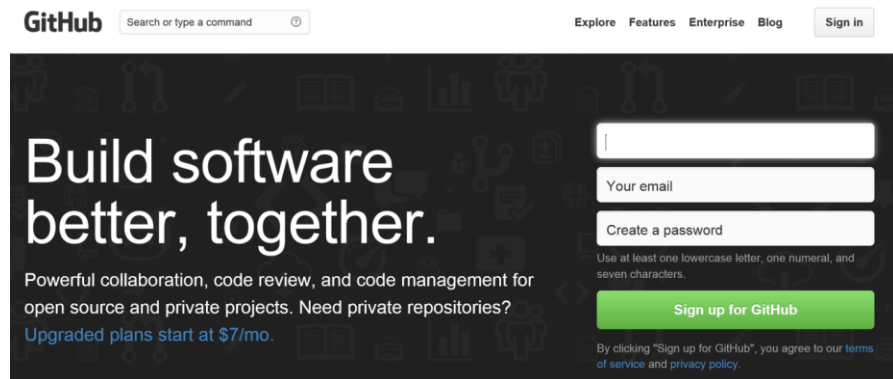 GitHub
Search or type a command
Explore Features Enterprise Blog Sign in
Build software
better, together.
Powerful collaboration, code review, and code management for
open source and private projects. Need private repositories?
Upgraded plans start at $7/mo.
Your email
Create a password
Use at least one lowercase letter, one numeral, and
seven characters.
Sign up for GitHub
By clicking "Sign up for GitHub", you agree to our terms
of service and privacy policy.